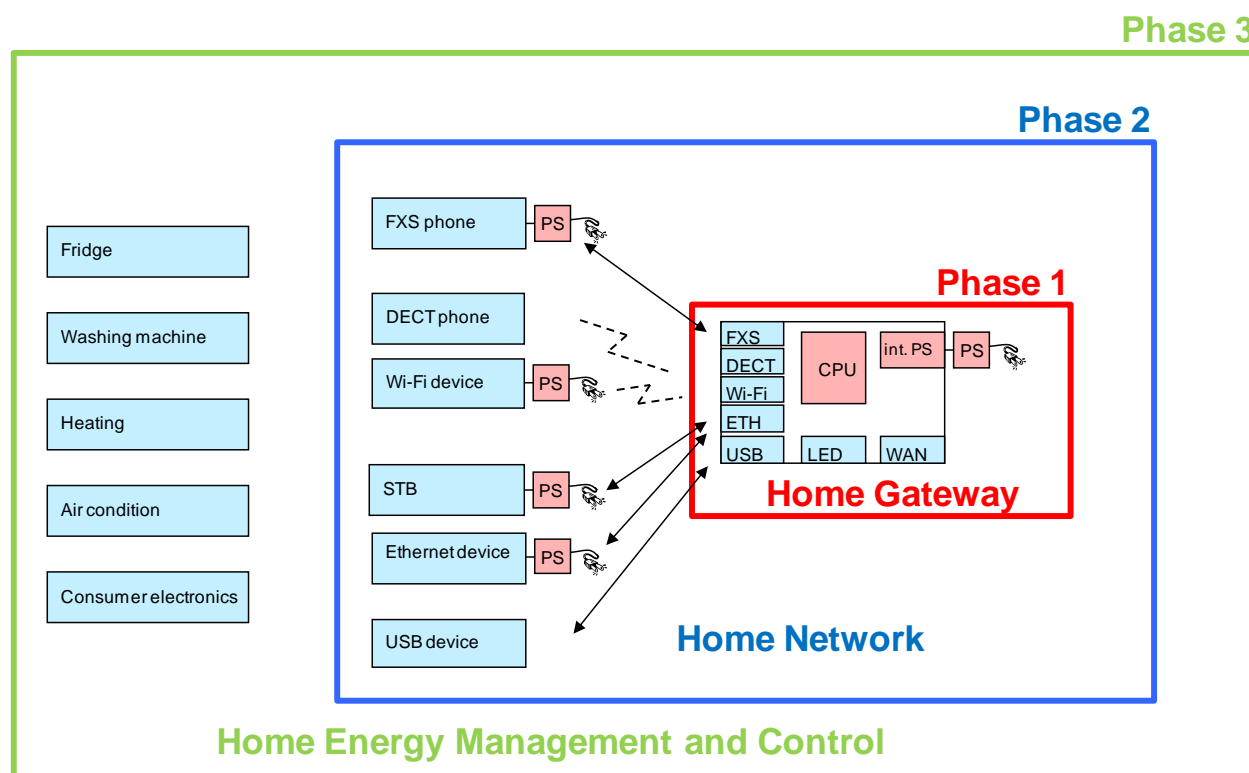 Phase 3
Phase 2
FXS phone
PS
Fridge
Phase 1
DECT phone
Washing machine
FXS
DECT
Wi-Fi
ETH
USB
CPU
int. PS
PS
LED
WAN
Wi-Fi device
PS
Heating
Home Gateway
STB
PS
Air condition
Ethernet device
PS
Consumer electronics
USB device
Home Network
Home Energy Management and Control